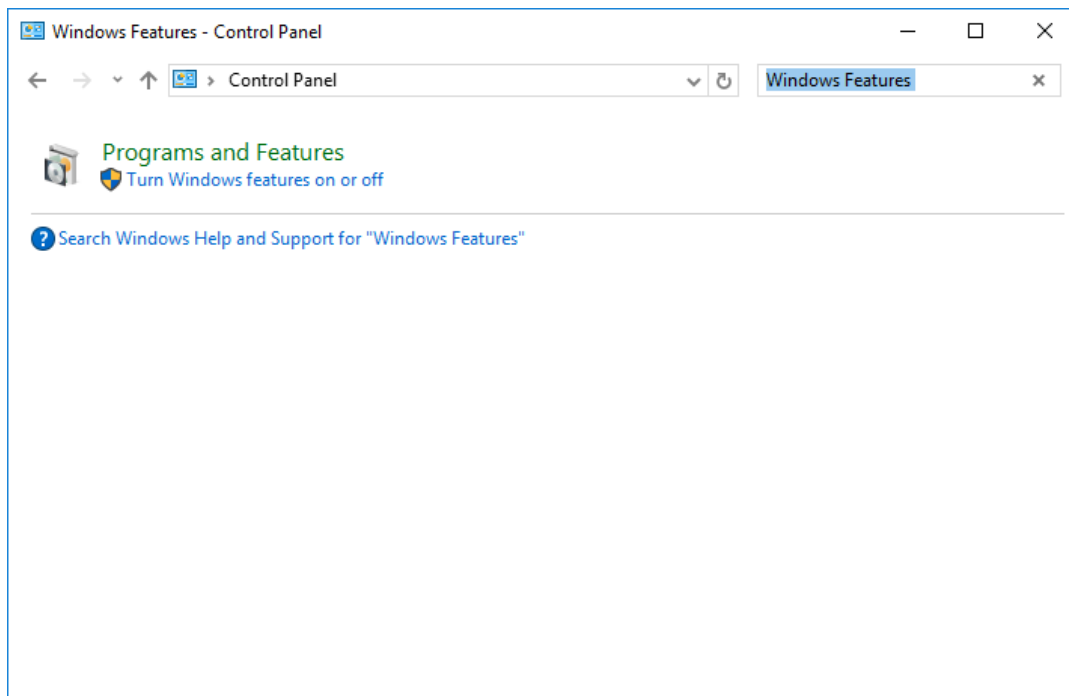 Windows Features - Control Panel
Control Panel
Windows Features
Programs and Features
Turn Windows features on or off
Search Windows Help and Support for "Windows Features"